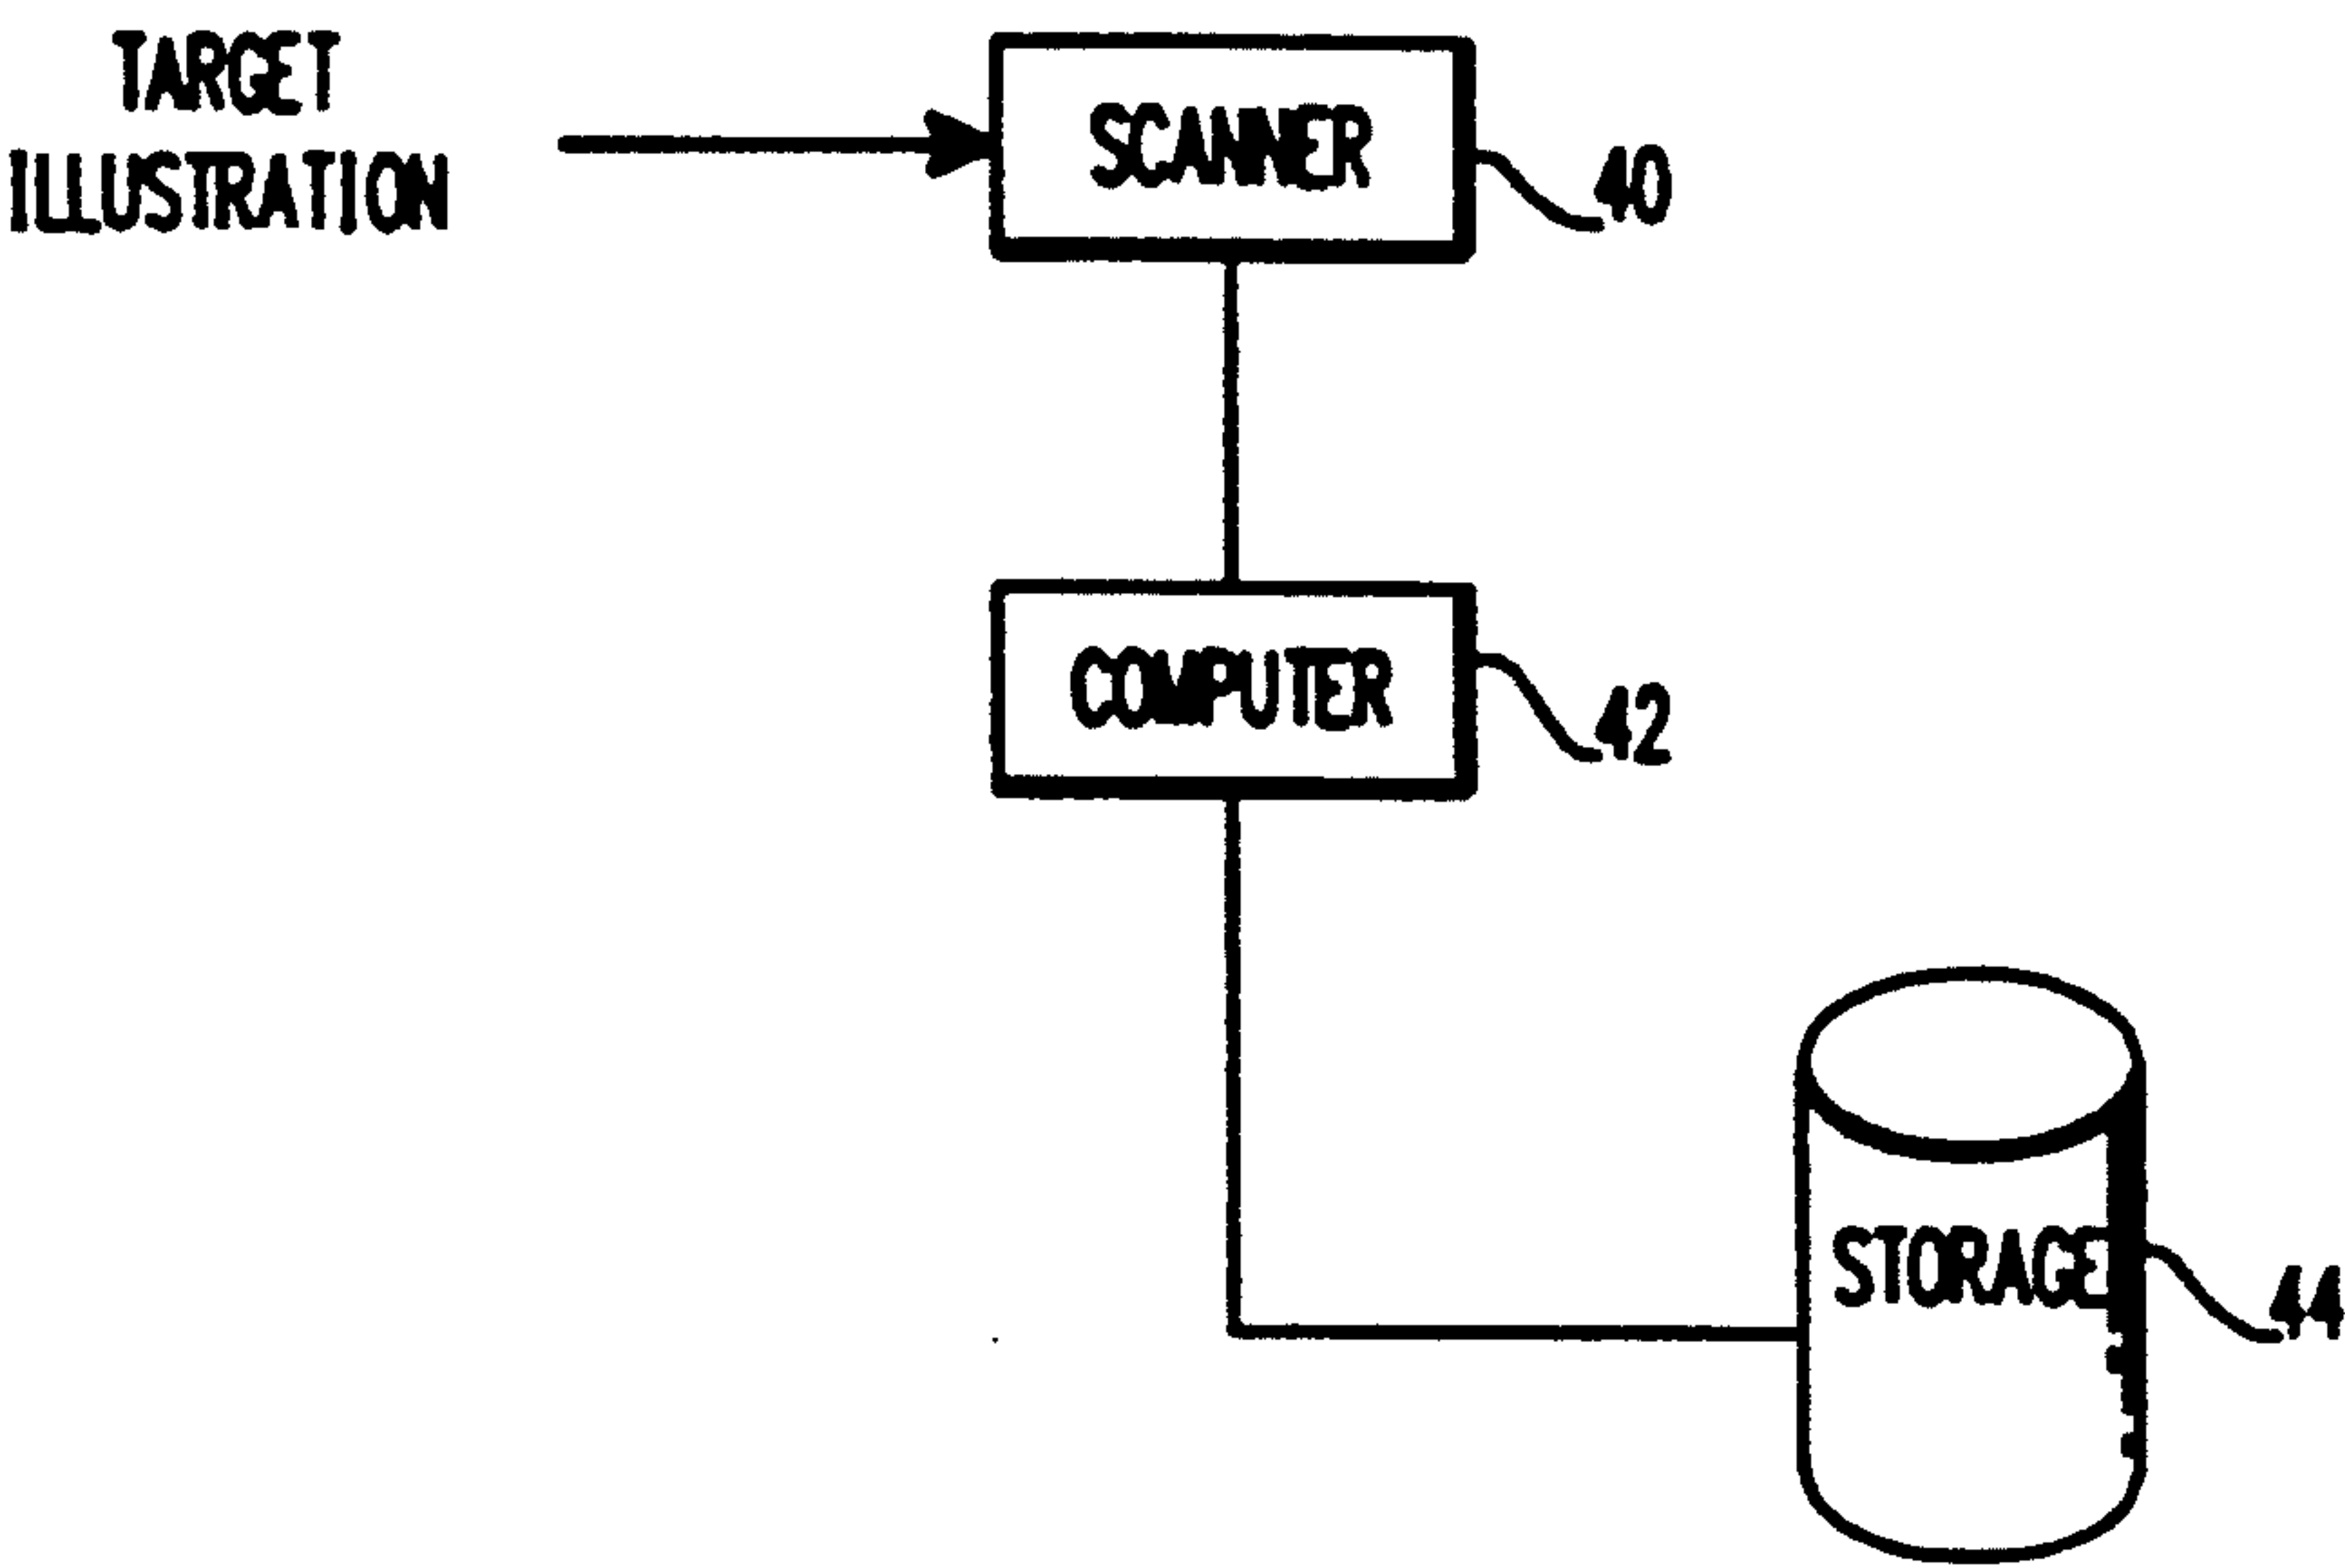 TARGET
ILLUSTRATION
SCANNER
40
COMPUTER
42
STORAGE
44